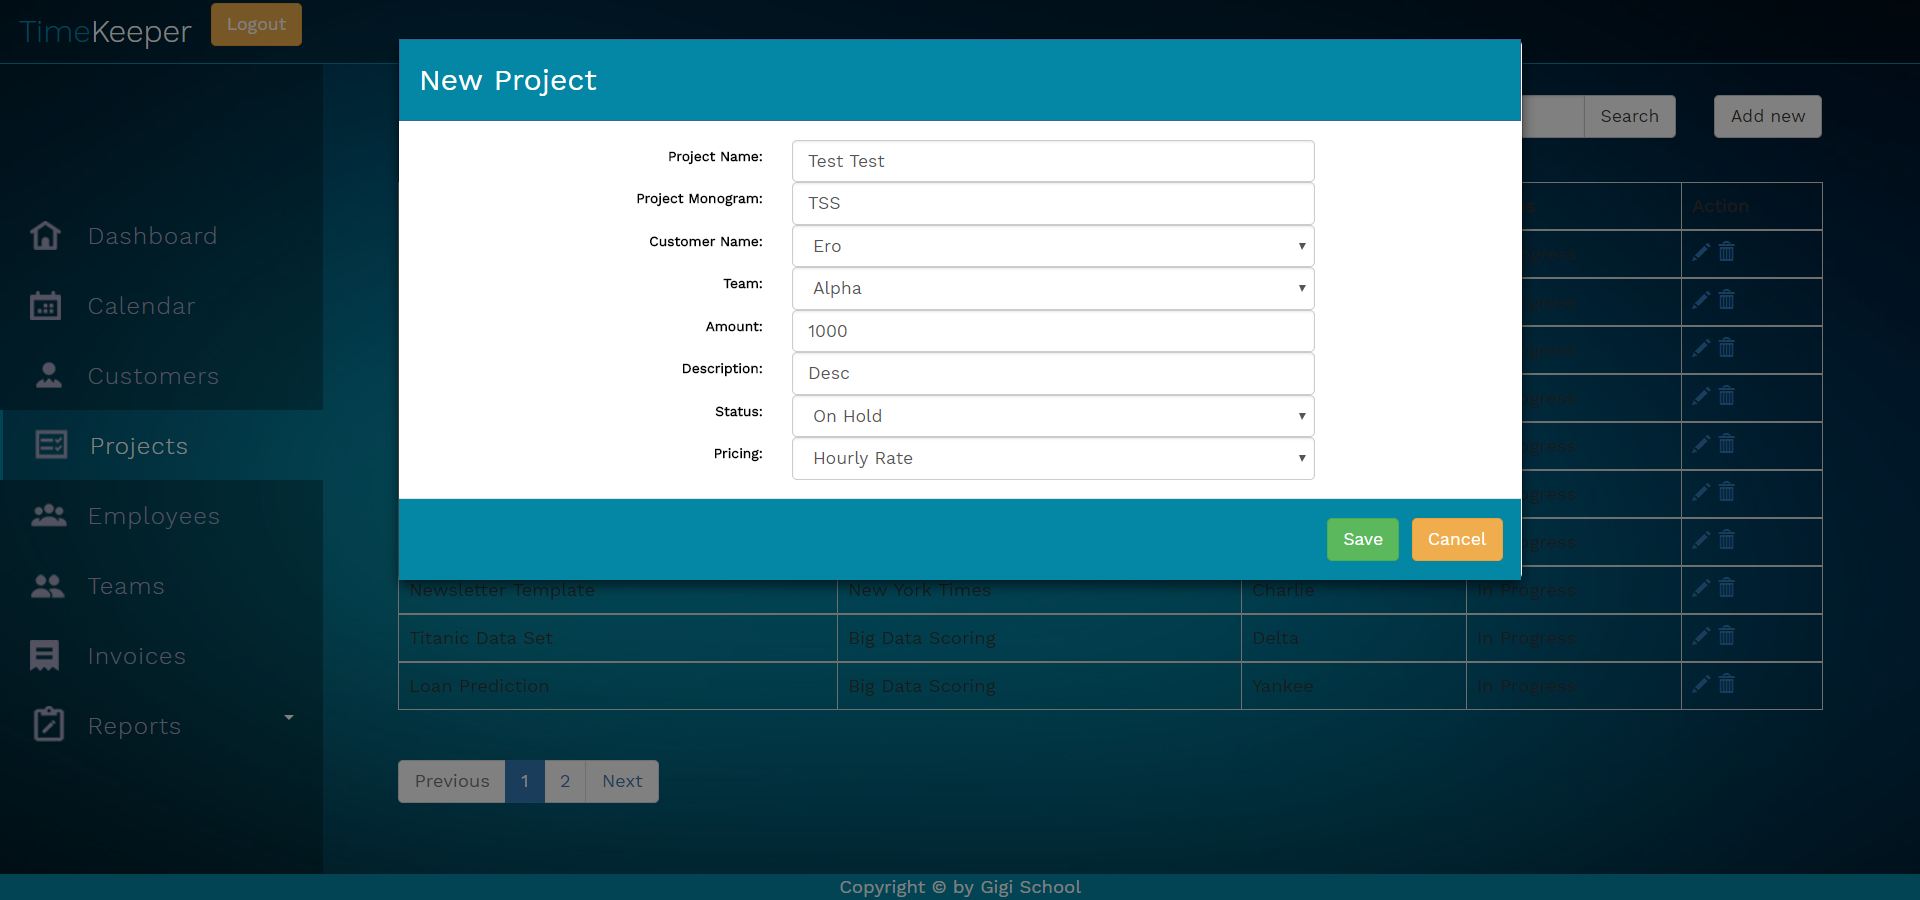 TimeKeeper Logout
New Project
Search Add new
Project Name: Test Test
Project Monogram: TSS
Customer Name: Ero
Team: Alpha
Amount: 1000
Description: Desc
Status: On Hold
Pricing: Hourly Rate
Save Cancel
Action
Dashboard
Calendar
Customers
Projects
Employees
Teams
Invoices
Reports
Newsletter Template New York Times Charlie In Progress
Titanic Data Set Big Data Scoring Delta In Progress
Loan Prediction Big Data Scoring Yankee In Progress
Previous 1 2 Next
Copyright © by Gigi School